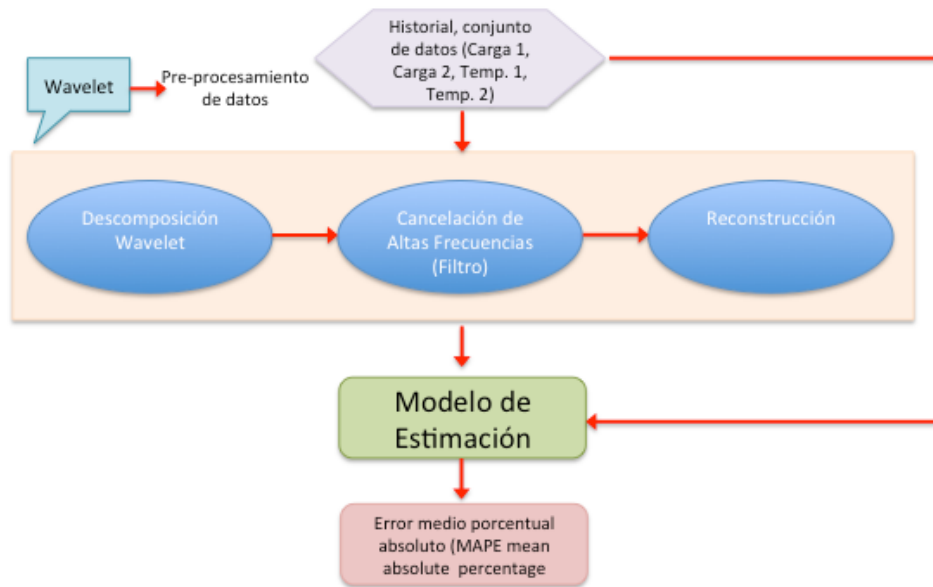 Historial, conjunto
de datos (Carga 1,
Carga 2, Temp. 1,
Temp. 2)
Wavelet
Pre-procesamiento
de datos
Descomposición
Wavelet
Cancelación de
Altas Frecuencias
(Filtro)
Reconstrucción
Modelo de
Estimación
Error medio porcentual
absoluto (MAPE mean
absolute percentage